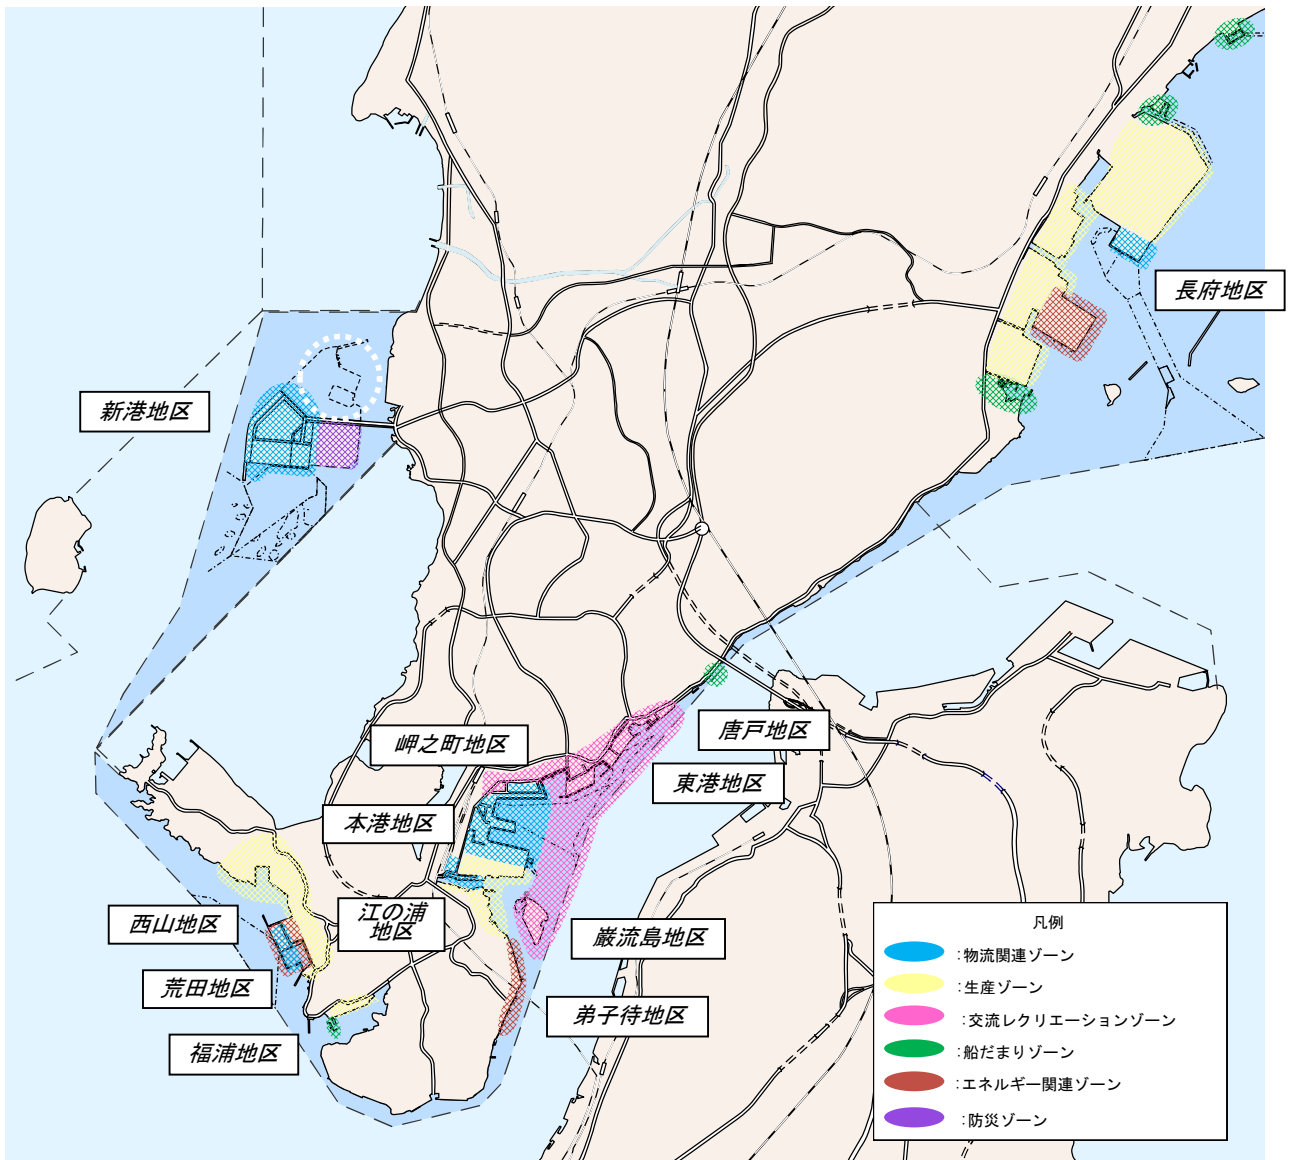 長府地区
新港地区
唐戸地区
岬之町地区
東港地区
本港地区
江の浦
地区
西山地区
巌流島地区
荒田地区
弟子待地区
福浦地区
凡例
:物流関連ゾーン
:生産ゾーン
:交流レクリエーションゾーン
:船だまりゾーン
:エネルギー関連ゾーン
:防災ゾーン